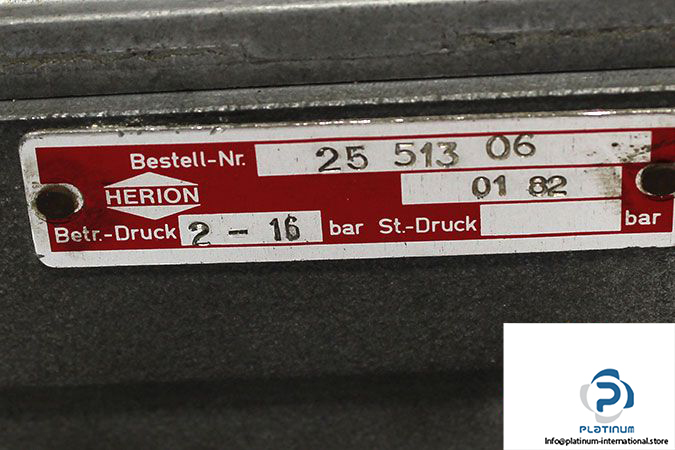 Bestell-Nr. 25 513 06
HERION 01 82
Betr.-Druck 2 - 16 bar St.-Druck bar
PLATINUM
Info@platinum-international.store